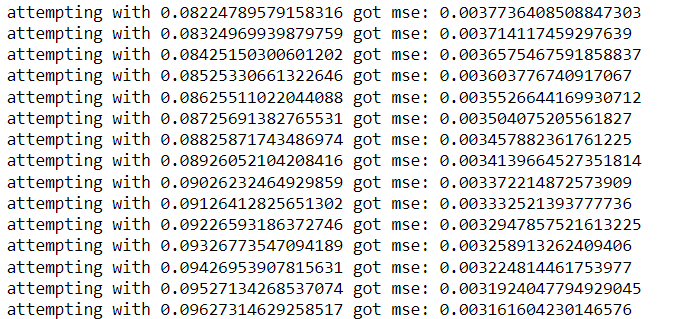 attempting with 0.08224789579158316 got mse: 0.0037736408508847303
attempting with 0.08324969939879759 got mse: 0.003714117459297639
attempting with 0.08425150300601202 got mse: 0.0036575467591858837
attempting with 0.08525330661322646 got mse: 0.003603776740917067
attempting with 0.08625511022044088 got mse: 0.0035526644169930712
attempting with 0.08725691382765531 got mse: 0.003504075205561827
attempting with 0.08825871743486974 got mse: 0.003457882361761225
attempting with 0.08926052104208416 got mse: 0.0034139664527351814
attempting with 0.09026232464929859 got mse: 0.003372214872573909
attempting with 0.09126412825651302 got mse: 0.003332521393777736
attempting with 0.09226593186372746 got mse: 0.0032947857521613225
attempting with 0.09326773547094189 got mse: 0.003258913262409406
attempting with 0.09426953907815631 got mse: 0.003224814461753977
attempting with 0.09527134268537074 got mse: 0.0031924047794929045
attempting with 0.09627314629258517 got mse: 0.003161604230146576